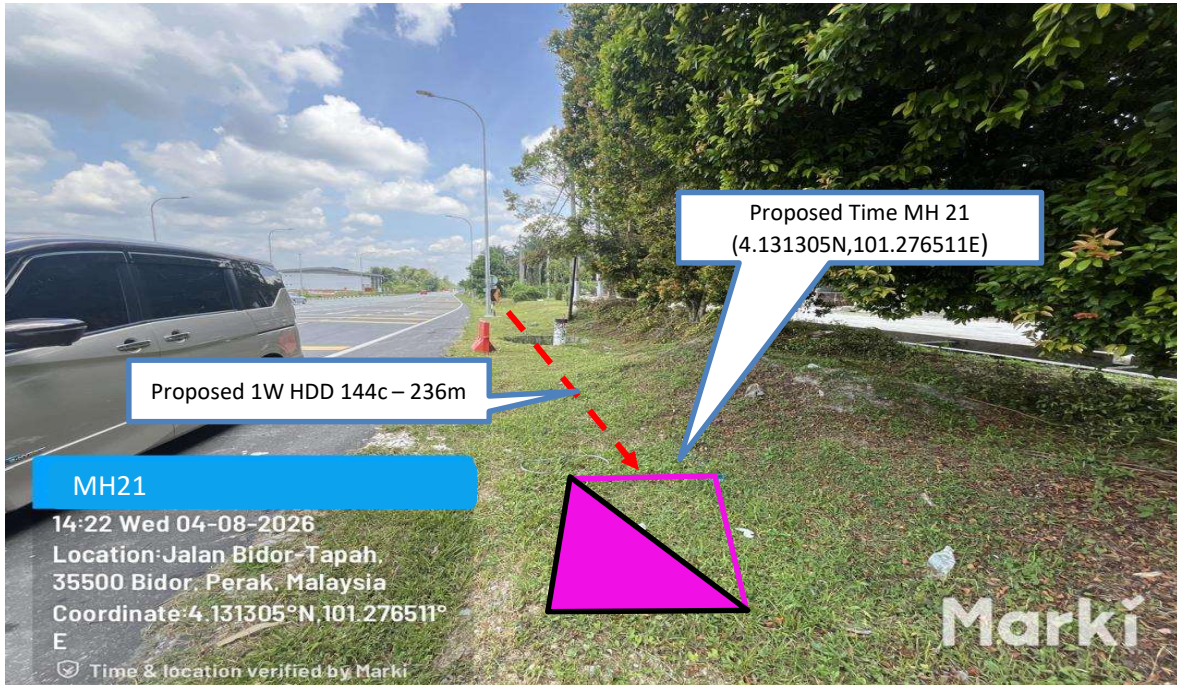 Proposed Time MH 21
(4.131305N,101.276511E)
Proposed 1W HDD 144c – 236m
MH21
14:22 Wed 04-08-2026
Location:Jalan Bidor-Tapah,
35500 Bidor, Perak, Malaysia
Coordinate:4.131305°N,101.276511°
E
Time & location verified by Marki
Marki